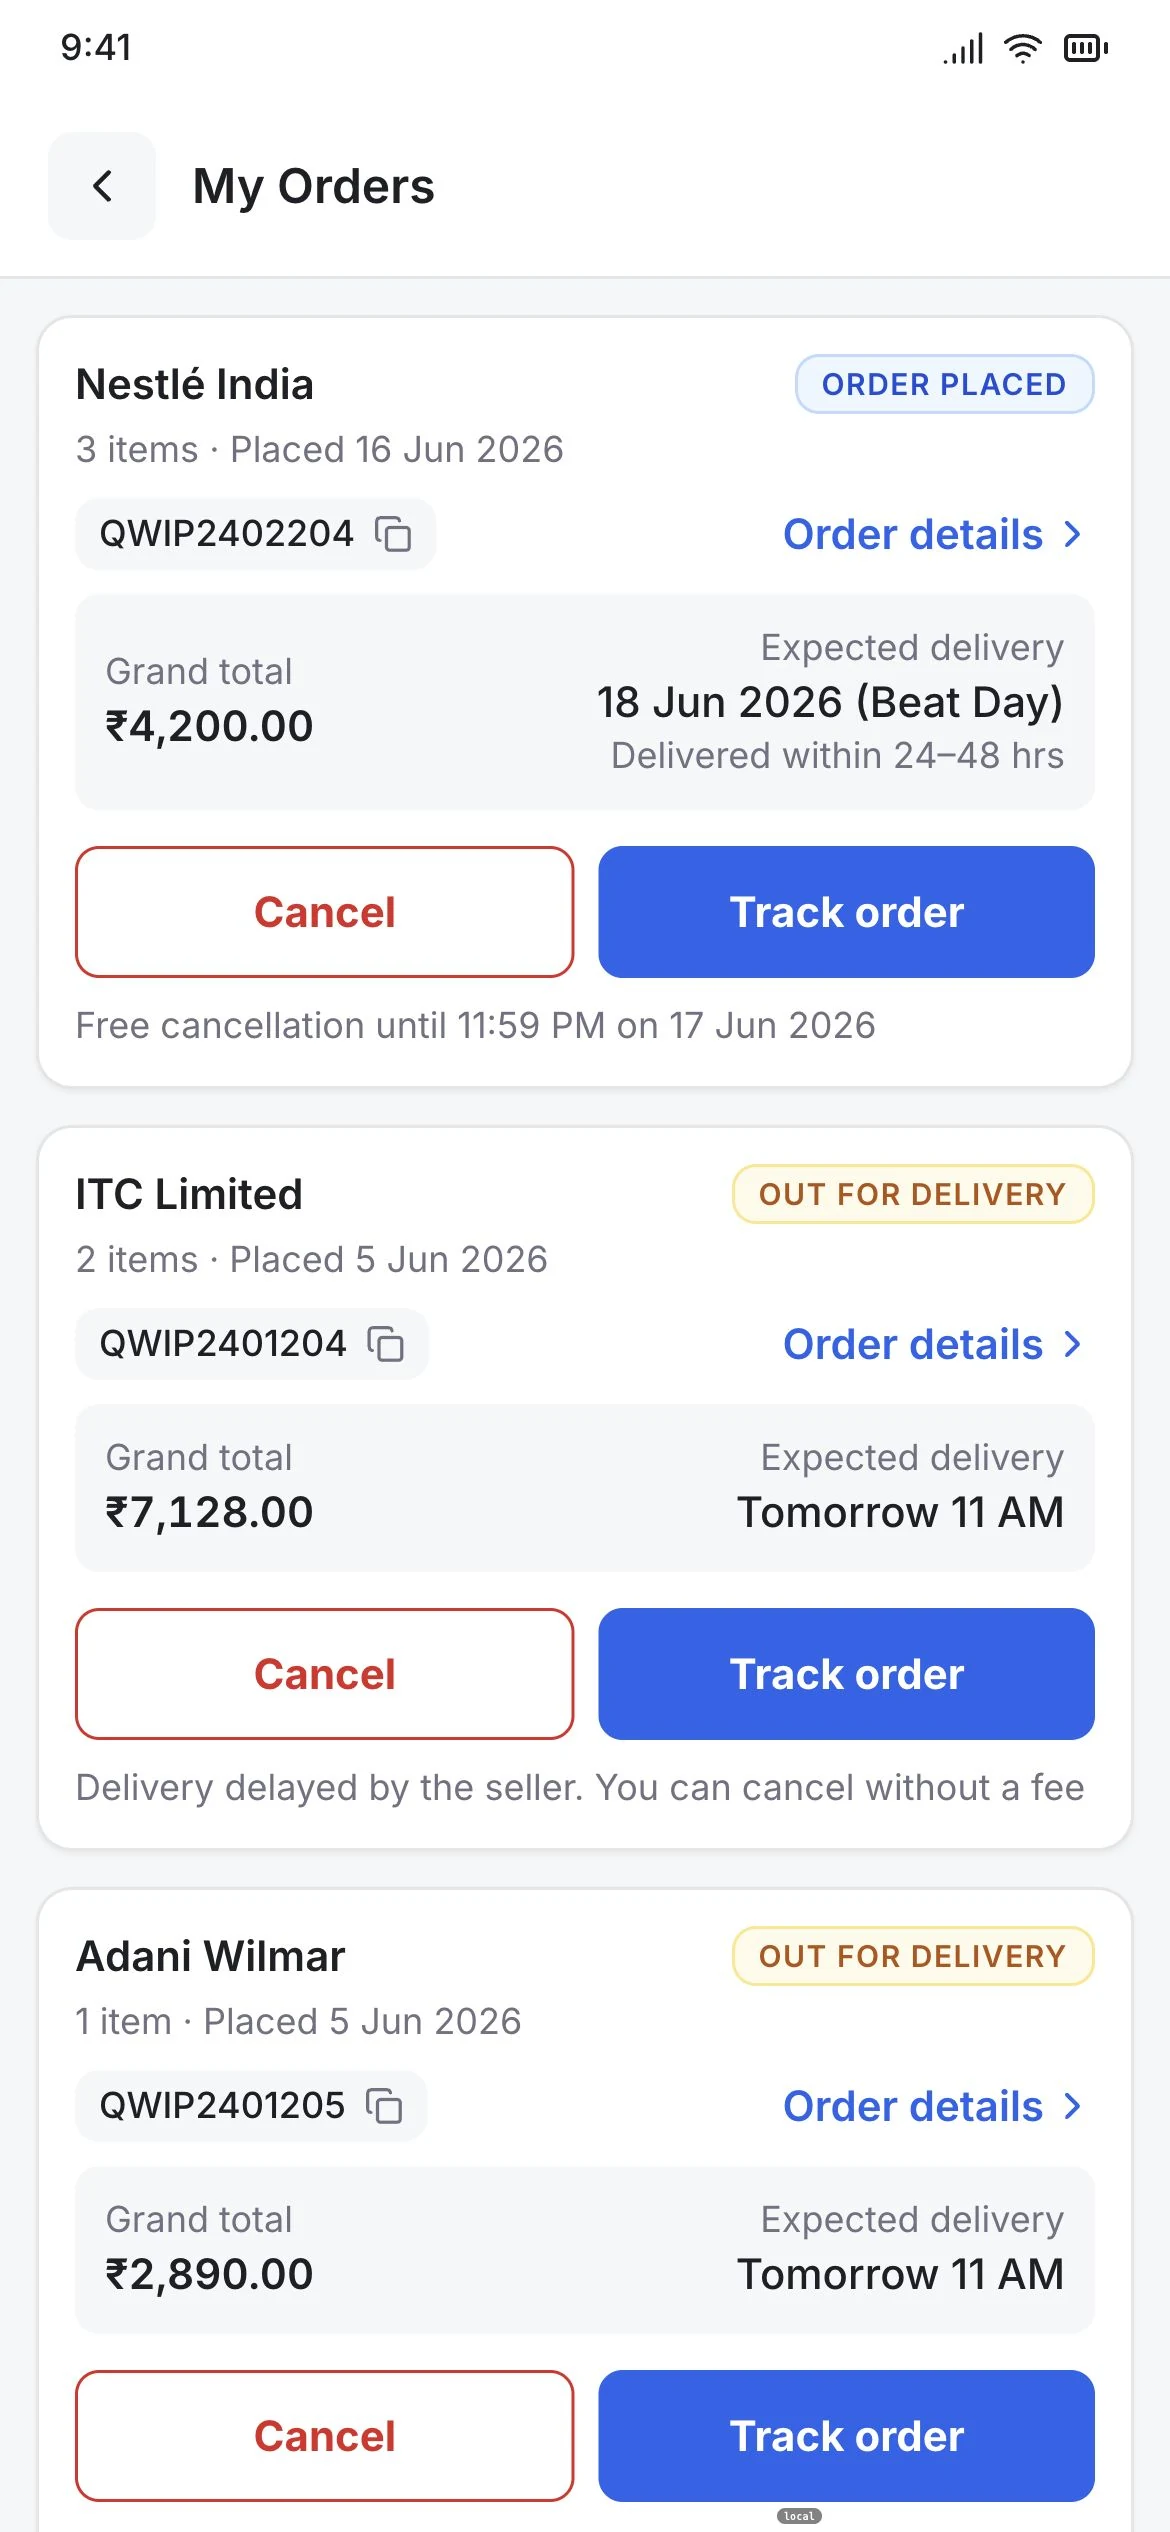 9:41
My Orders
Nestlé India
ORDER PLACED
3 items · Placed 16 Jun 2026
QWIP2402204
Order details
Grand total
₹4,200.00
Expected delivery
18 Jun 2026 (Beat Day)
Delivered within 24–48 hrs
Cancel
Track order
Free cancellation until 11:59 PM on 17 Jun 2026
ITC Limited
OUT FOR DELIVERY
2 items · Placed 5 Jun 2026
QWIP2401204
Order details
Grand total
₹7,128.00
Expected delivery
Tomorrow 11 AM
Cancel
Track order
Delivery delayed by the seller. You can cancel without a fee
Adani Wilmar
OUT FOR DELIVERY
1 item · Placed 5 Jun 2026
QWIP2401205
Order details
Grand total
₹2,890.00
Expected delivery
Tomorrow 11 AM
Cancel
Track order
local